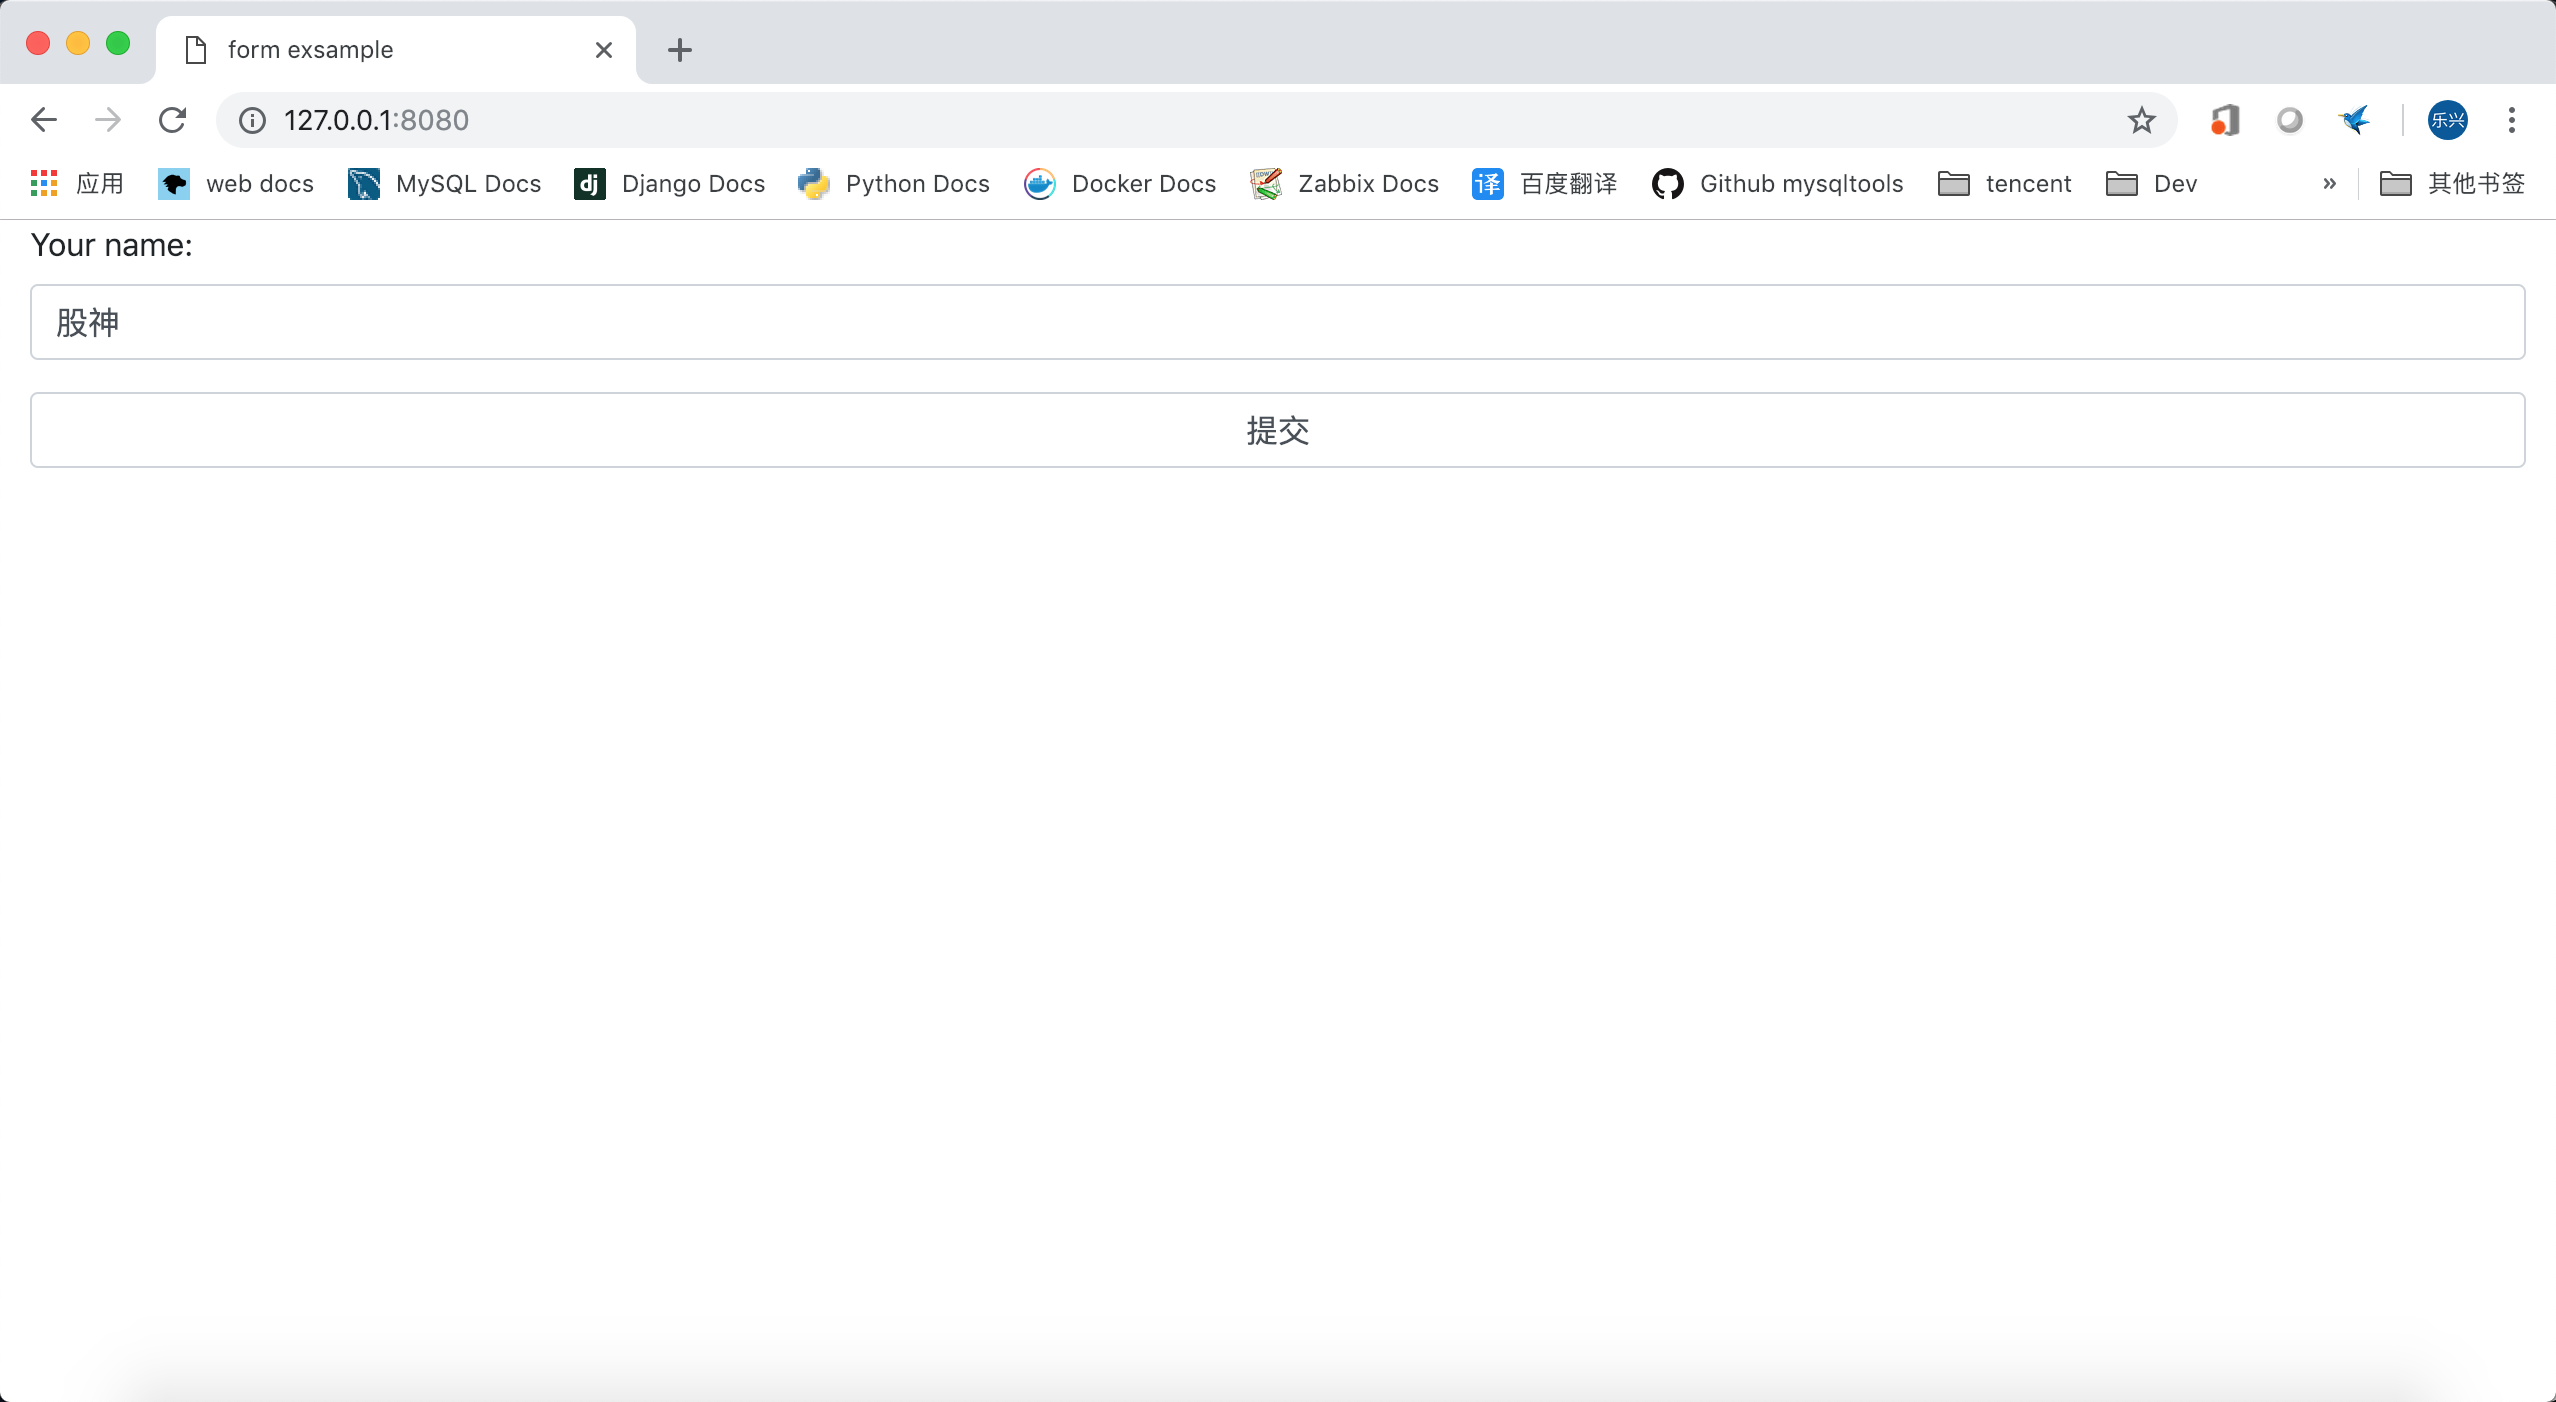 form exsample
127.0.0.1:8080
乐兴
应用 web docs MySQL Docs dj Django Docs Python Docs Docker Docs Zabbix Docs 译 百度翻译 Github mysqltools tencent Dev » 其他书签
Your name:
股神
提交